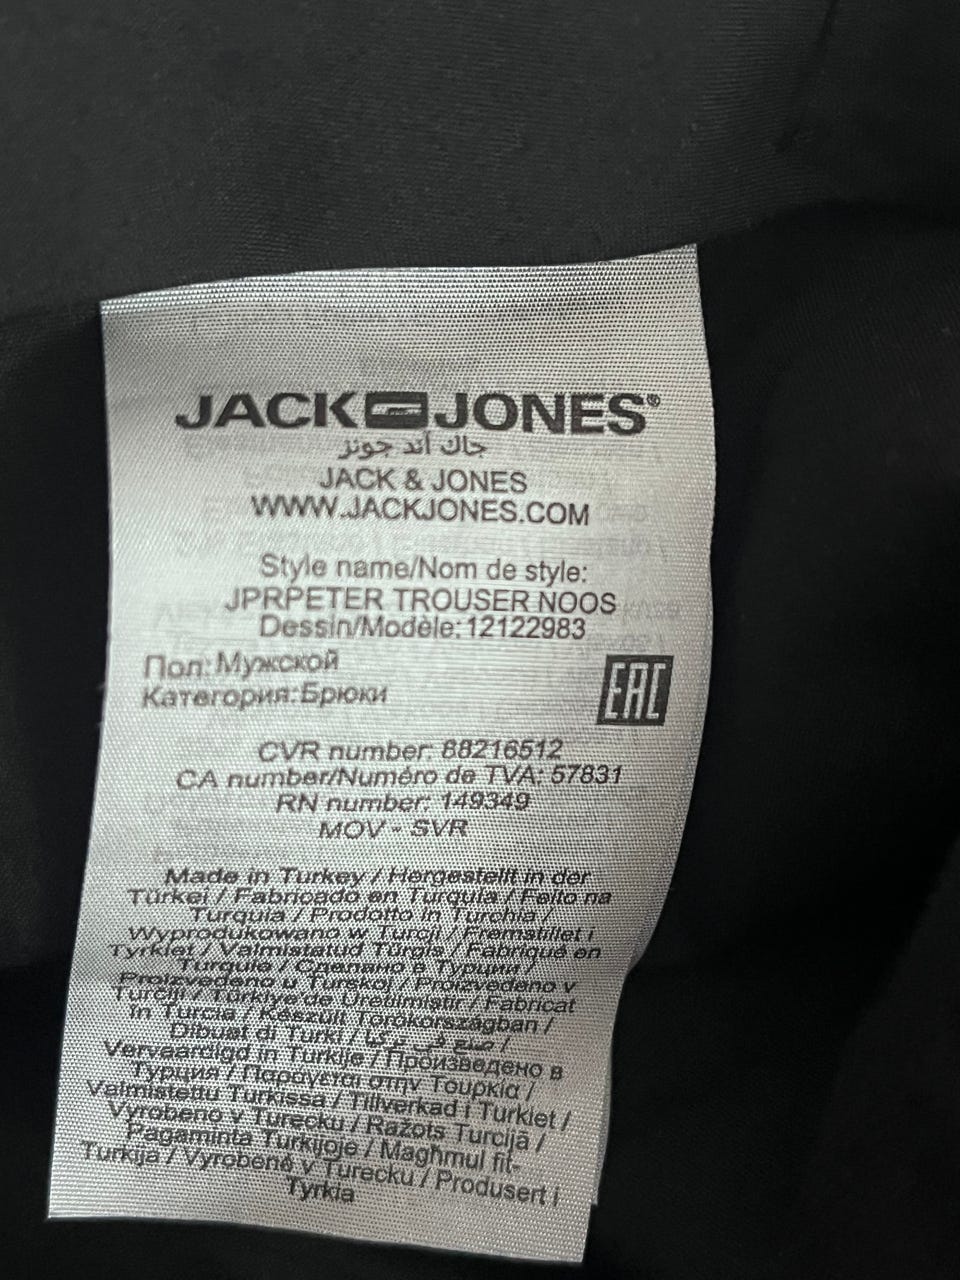 JACK JONES®
جاك آند جونز
JACK & JONES
WWW.JACKJONES.COM
Style name/Nom de style:
JPRPETER TROUSER NOOS
Dessin/Modèle: 12122983
Пол: Мужской
Категория: Брюки
EAC
CVR number: 88216512
CA number/Numéro de TVA: 57831
RN number: 149349
MOV - SVR
Made in Turkey / Hergestellt in der
Türkei / Fabricado en Turquía / Feito na
Turquia / Prodotto in Turchia /
Wyprodukowano w Turcji / Fremstillet i
Tyrkiet / Valmistatud Türgis / Fabriqué en
Turquie / Сделано в Турции /
Proizvedeno u Turskoj / Proizvedeno v
Turciji / Türkiye'de Üretilmiştir / Fabricat
în Turcia / Készült Törökországban /
Dibuat di Turki / صنع في تركيا /
Vervaardigd in Turkije / Произведено в
Турция / Παράγεται στην Τουρκία /
Valmistettu Turkissa / Tillverkad i Turkiet /
Vyrobeno v Turecku / Ražots Turcijā /
Pagaminta Turkijoje / Maghmul fit-
Turkija / Vyrobené v Turecku / Produsert i
Tyrkia